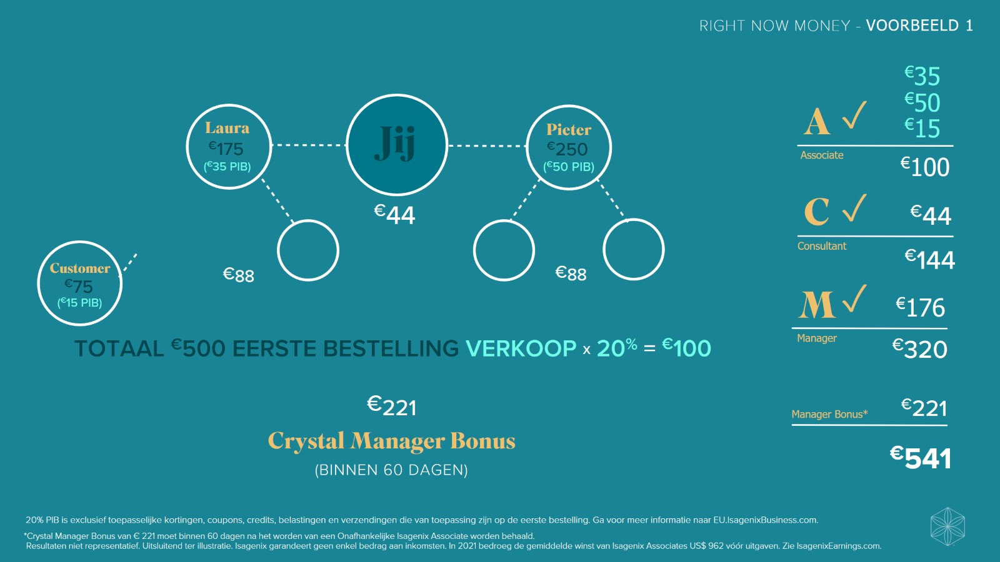 RIGHT NOW MONEY - VOORBEELD 1
Laura
€175
(€35 PIB)
Jij
€44
Pieter
€250
(€50 PIB)
Customer
€75
(€15 PIB)
€88
€88
TOTAAL €500 EERSTE BESTELLING VERKOOP x 20% = €100
€221
Crystal Manager Bonus
(BINNEN 60 DAGEN)
€35
€50
€15
A
Associate
€100
C
€44
Consultant
€144
M
€176
Manager
€320
Manager Bonus*
€221
€541
20% PIB is exclusief toepasselijke kortingen, coupons, credits, belastingen en verzendingen die van toepassing zijn op de eerste bestelling. Ga voor meer informatie naar EU.IsagenixBusiness.com.
*Crystal Manager Bonus van € 221 moet binnen 60 dagen na het worden van een Onafhankelijke Isagenix Associate worden behaald.
Resultaten niet representatief. Uitsluitend ter illustratie. Isagenix garandeert geen enkel bedrag aan inkomsten. In 2021 bedroeg de gemiddelde winst van Isagenix Associates US$ 962 vóór uitgaven. Zie IsagenixEarnings.com.